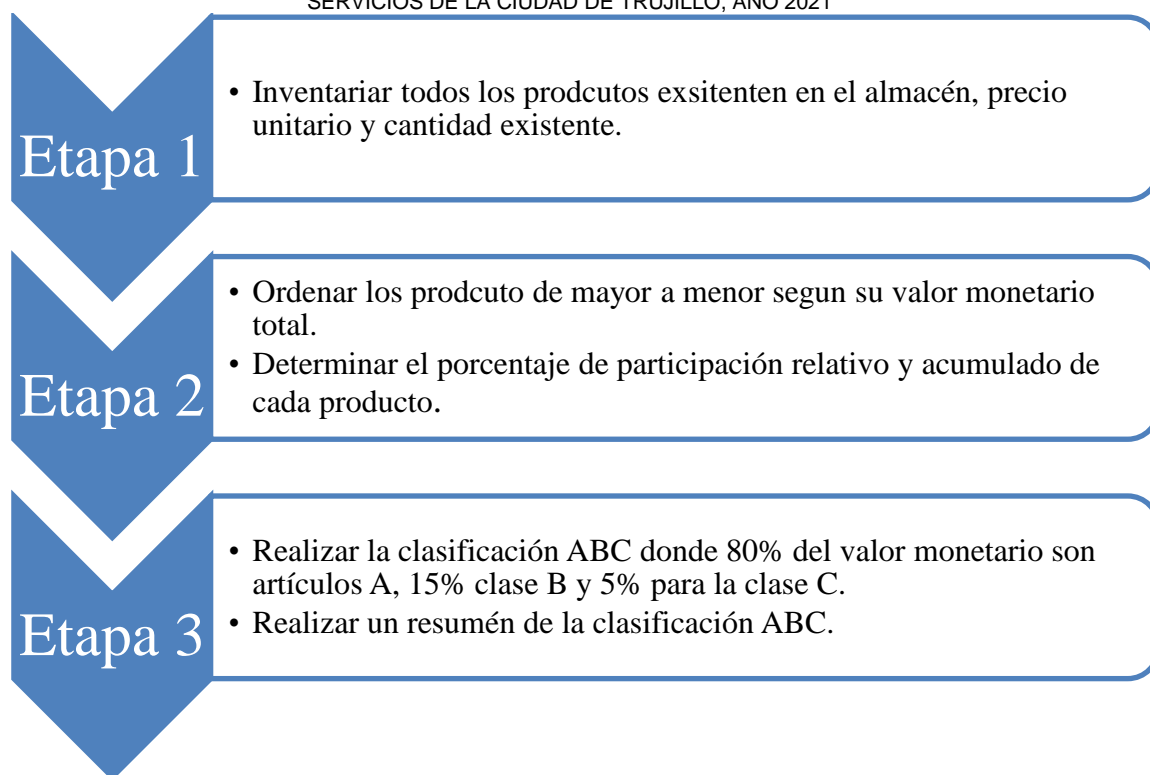 SERVICIOS DE LA CIUDAD DE TRUJILLO, AÑO 2021
Etapa 1
• Inventariar todos los prodcutos exsitenten en el almacén, precio
unitario y cantidad existente.
Etapa 2
• Ordenar los prodcuto de mayor a menor segun su valor monetario
total.
• Determinar el porcentaje de participación relativo y acumulado de
cada producto.
Etapa 3
• Realizar la clasificación ABC donde 80% del valor monetario son
artículos A, 15% clase B y 5% para la clase C.
• Realizar un resumén de la clasificación ABC.